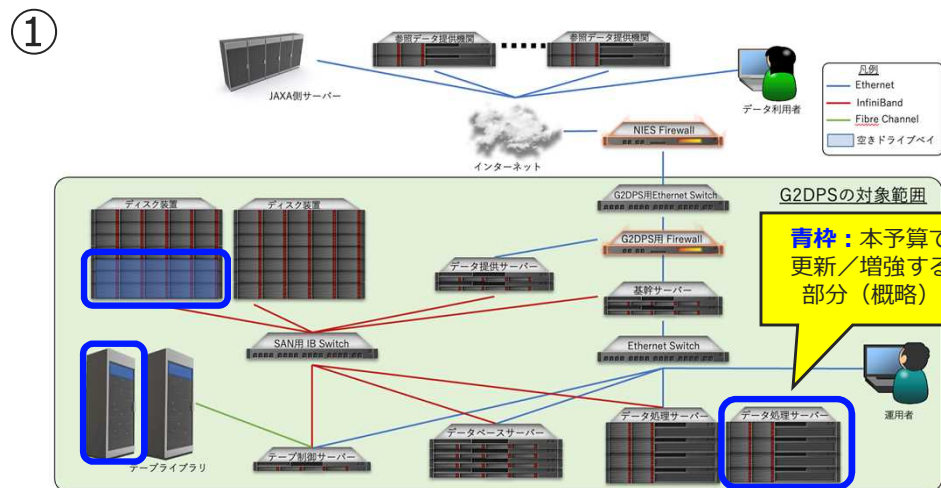 ①
参照データ提供機関
参照データ提供機関
JAXA側サーバー
データ利用者
凡例
Ethernet
InfiniBand
Fibre Channel
空きドライブベイ
インターネット
NIES Firewall
G2DPSの対象範囲
ディスク装置
ディスク装置
G2DPS用Ethernet Switch
G2DPS用 Firewall
データ提供サーバー
基幹サーバー
青枠：本予算で
更新／増強する
部分（概略）
SAN用 IB Switch
Ethernet Switch
運用者
テープライブラリ
テープ制御サーバー
データベースサーバー
データ処理サーバー
データ処理サーバー